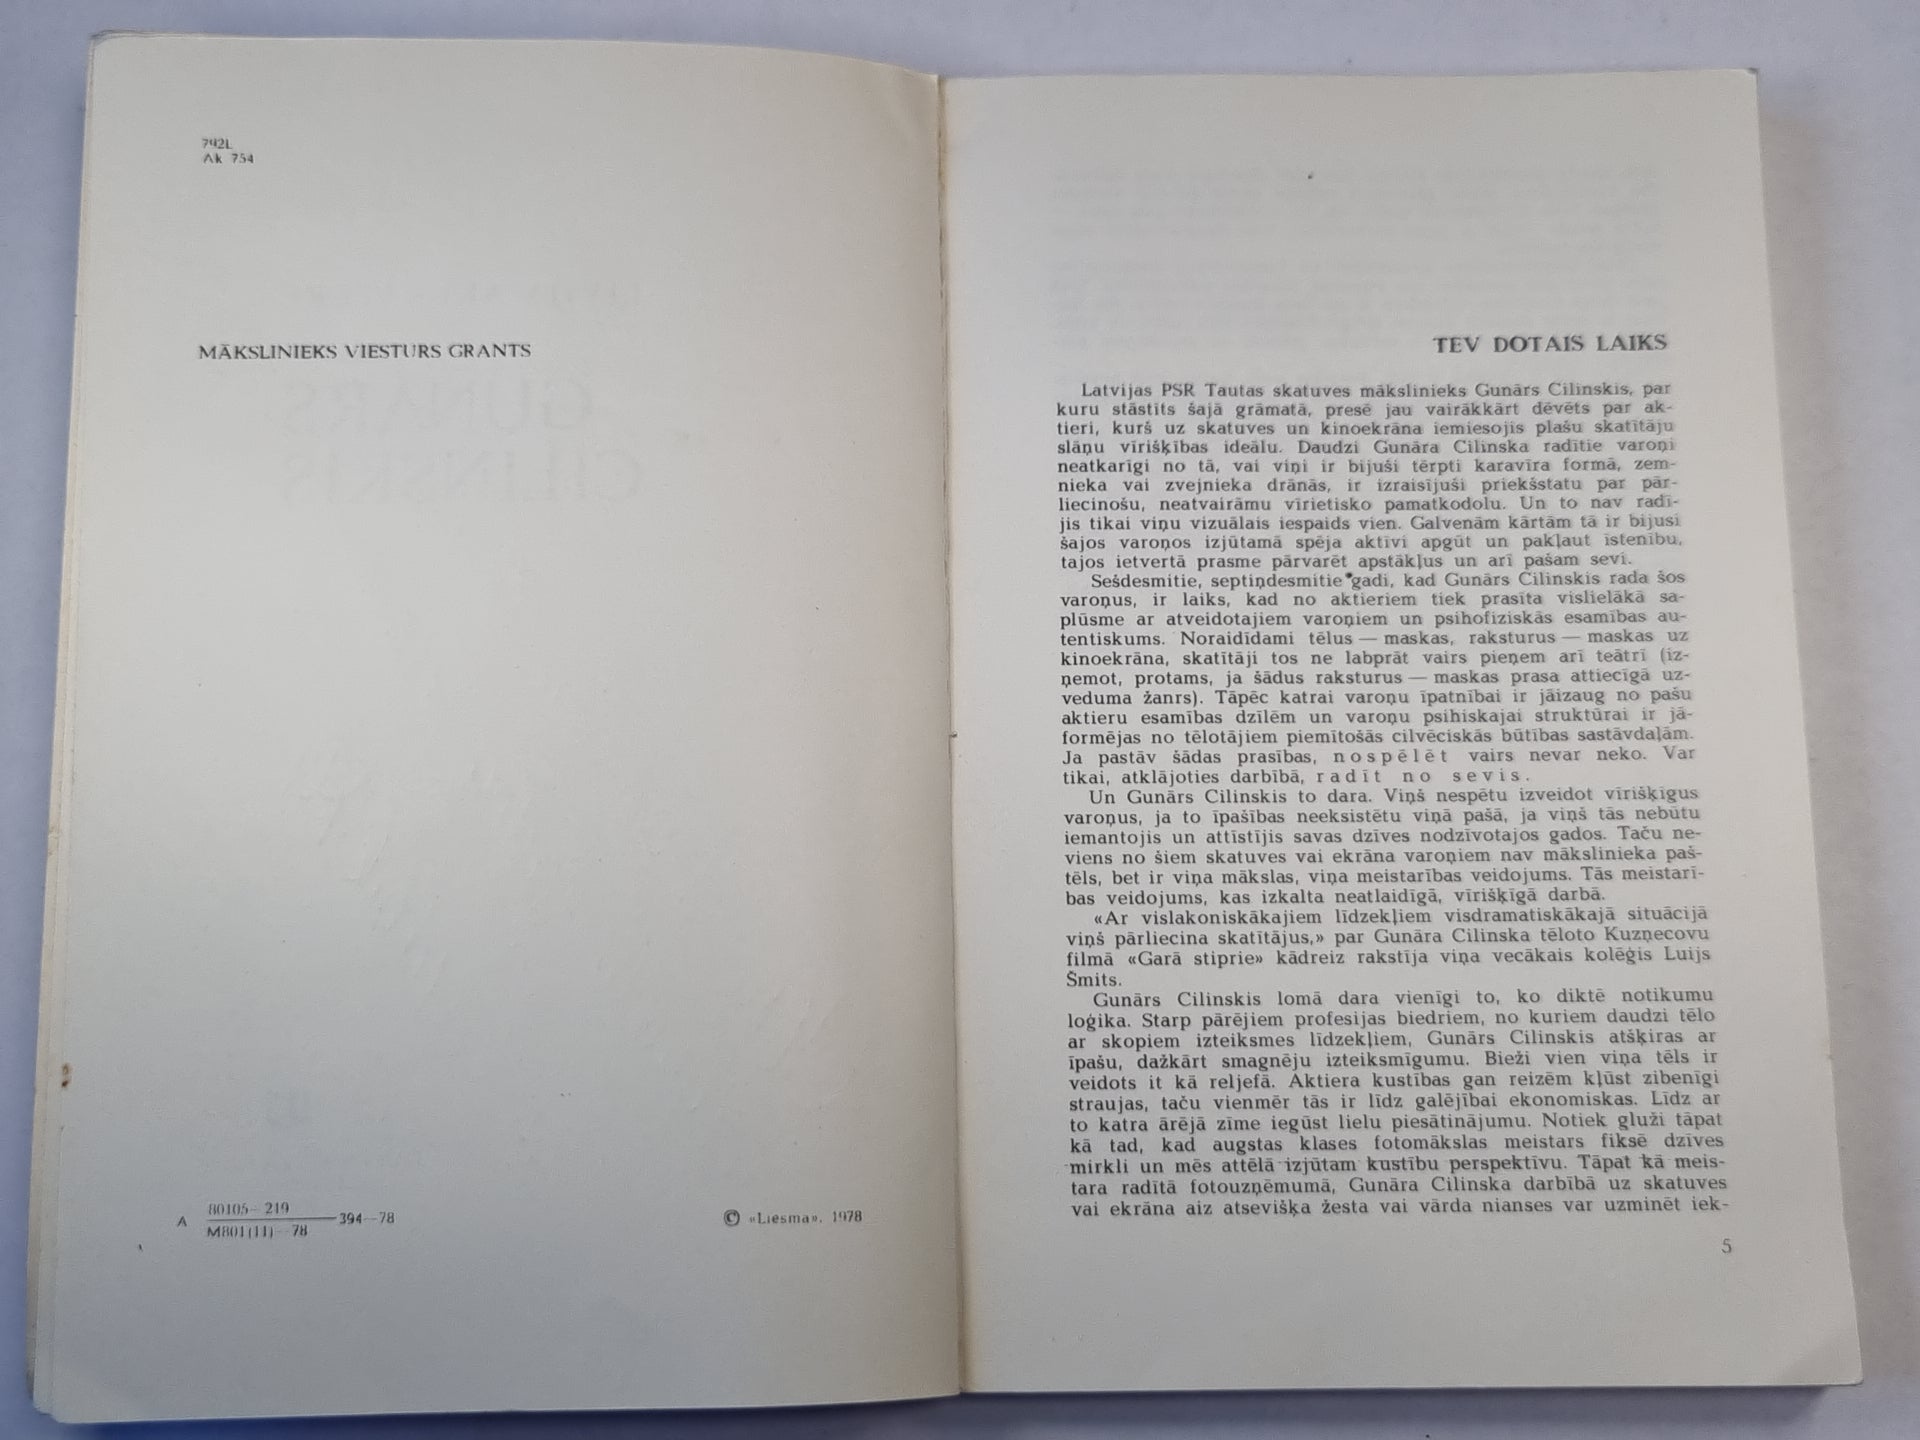 792L
Ak 754
MĀKSLINIEKS VIESTURS GRANTS
A 80105—219
M801(11)—78 —394—78
© «Liesma», 1978
TEV DOTAIS LAIKS
Latvijas PSR Tautas skatuves mākslinieks Gunārs Cilinskis, par
kuru stāstīts šajā grāmatā, presē jau vairākkārt dēvēts par ak-
tieri, kurš uz skatuves un kinoekrāna iemiesojis plašu skatītāju
slāņu vīrišķības ideālu. Daudzi Gunāra Cilinska radītie varoņi
neatkarīgi no tā, vai viņi ir bijuši tērpti karavīra formā, zem-
nieka vai zvejnieka drānās, ir izraisījuši priekšstatu par pār-
liecinošu, neatvairāmu vīrietisko pamatkodolu. Un to nav radī-
jis tikai viņu vizuālais iespaids vien. Galvenām kārtām tā ir bijusi
šajos varoņos izjūtamā spēja aktīvi apgūt un pakļaut īstenību,
tajos ietvertā prasme pārvarēt apstākļus un arī pašam sevi.
Sešdesmitie, septiņdesmitie gadi, kad Gunārs Cilinskis rada šos
varoņus, ir laiks, kad no aktieriem tiek prasīta vislielākā sa-
plūsme ar atveidotajiem varoņiem un psihofiziskās esamības au-
tentiskums. Noraidīdami tēlus — maskas, raksturus — maskas uz
kinoekrāna, skatītāji tos ne labprāt vairs pieņem arī teātrī (iz-
ņemot, protams, ja šādus raksturus — maskas prasa attiecīgā uz-
veduma žanrs). Tāpēc katrai varoņu īpatnībai ir jāizaug no pašu
aktieru esamības dzīlēm un varoņu psihiskajai struktūrai ir jā-
formējas no tēlotājiem piemītošās cilvēciskās būtības sastāvdaļām.
Ja pastāv šādas prasības, nospēlēt vairs nevar neko. Var
tikai, atklājoties darbībā, radīt no sevis.
Un Gunārs Cilinskis to dara. Viņš nespētu izveidot vīrišķīgus
varoņus, ja to īpašības neeksistētu viņā pašā, ja viņš tās nebūtu
iemantojis un attīstījis savas dzīves nodzīvotajos gados. Taču ne-
viens no šiem skatuves vai ekrāna varoņiem nav mākslinieka paš-
tēls, bet ir viņa mākslas, viņa meistarības veidojums. Tās meistarī-
bas veidojums, kas izkalta neatlaidīgā, vīrišķīgā darbā.
«Ar vislakoniskākajiem līdzekļiem visdramatiskākajā situācijā
viņš pārliecina skatītājus,» par Gunāra Cilinska tēloto Kuzņecovu
filmā «Garā stiprie» kādreiz rakstīja viņa vecākais kolēģis Luijs
Šmits.
Gunārs Cilinskis lomā dara vienīgi to, ko diktē notikumu
loģika. Starp pārējiem profesijas biedriem, no kuriem daudzi tēlo
ar skopiem izteiksmes līdzekļiem, Gunārs Cilinskis atšķiras ar
īpašu, dažkārt smagnēju izteiksmīgumu. Bieži vien viņa tēls ir
veidots it kā reljefā. Aktiera kustības gan reizēm kļūst zibenīgi
straujas, taču vienmēr tās ir līdz galējībai ekonomiskas. Līdz ar
to katra ārējā zīme iegūst lielu piesātinājumu. Notiek gluži tāpat
kā tad, kad augstas klases fotomākslas meistars fiksē dzīves
mirkli un mēs attēlā izjūtam kustību perspektīvu. Tāpat kā meis-
tara radītā fotouzņēmumā, Gunāra Cilinska darbībā uz skatuves
vai ekrāna aiz atsevišķa žesta vai vārda nianses var uzminēt iek-
5